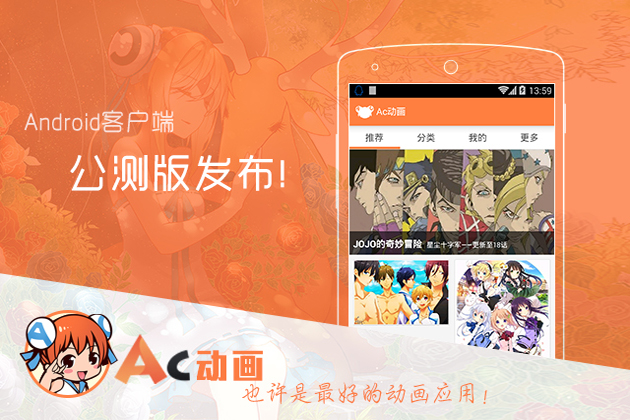 Android客户端
公测版发布!
13:59
Ac动画
推荐 分类 我的 更多
JOJO的奇妙冒险 星尘十字军——更新至18话
A
Ac动画
也许是最好的动画应用!